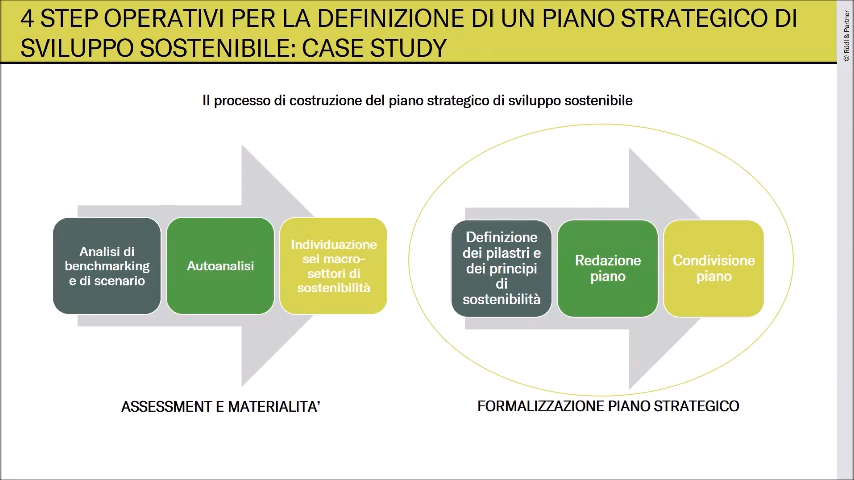 4 STEP OPERATIVI PER LA DEFINIZIONE DI UN PIANO STRATEGICO DI
SVILUPPO SOSTENIBILE: CASE STUDY
© Rödl & Partner
Il processo di costruzione del piano strategico di sviluppo sostenibile
Analisi di
benchmarking
e di scenario
Autoanalisi
Individuazione
sei macro-
settori di
sostenibilità
ASSESSMENT E MATERIALITA'
Definizione
dei pilastri e
dei principi
di
sostenibilità
Redazione
piano
Condivisione
piano
FORMALIZZAZIONE PIANO STRATEGICO